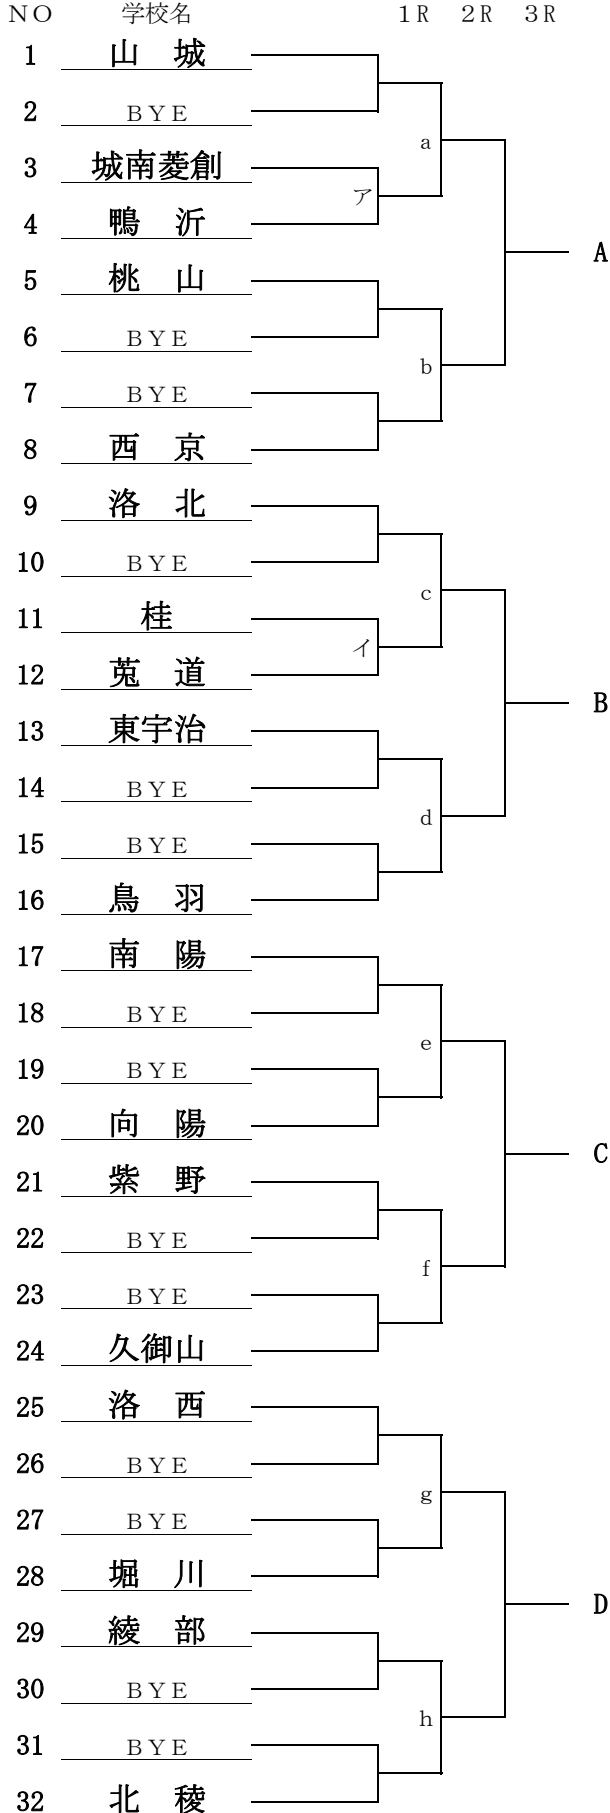 ＮＯ 学校名 １Ｒ ２Ｒ ３Ｒ
1 山　城
2 ＢＹＥ
a
3 城南菱創
ア
4 鴨　沂
A
5 桃　山
6 ＢＹＥ
b
7 ＢＹＥ
8 西　京
9 洛　北
10 ＢＹＥ
c
11 桂
イ
12 莵　道
B
13 東宇治
14 ＢＹＥ
d
15 ＢＹＥ
16 鳥　羽
17 南　陽
18 ＢＹＥ
e
19 ＢＹＥ
20 向　陽
C
21 紫　野
22 ＢＹＥ
f
23 ＢＹＥ
24 久御山
25 洛　西
26 ＢＹＥ
g
27 ＢＹＥ
28 堀　川
D
29 綾　部
30 ＢＹＥ
h
31 ＢＹＥ
32 北　稜